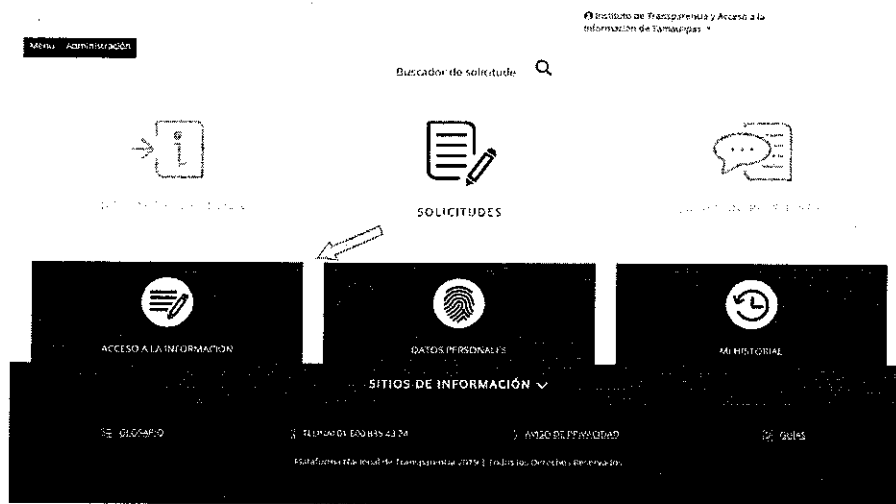 Instituto de Transparencia y Acceso a la
Información de Tamaulipas
Menú Administración
Buscador de solicitude
SOLICITUDES
ACCESO A LA INFORMACIÓN
DATOS PERSONALES
MI HISTORIAL
SITIOS DE INFORMACIÓN
GLOSARIO
AVISO DE PRIVACIDAD
GUÍAS
Plataforma Nacional de Transparencia | Todos los Derechos Reservados